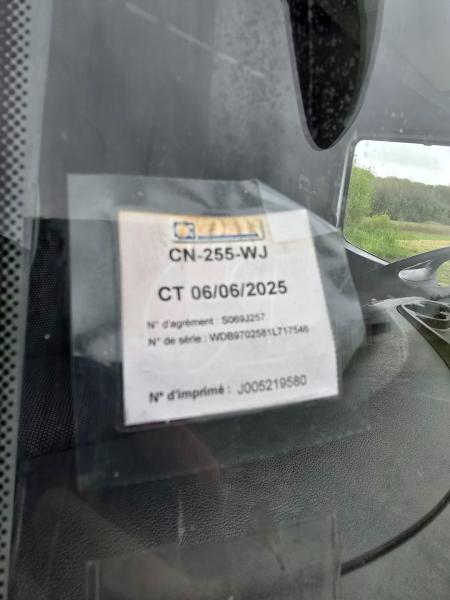 CN-255-WJ
CT 06/06/2025
N° d'agrément : S069J257
N° de série : WDB9702581L717546
N° d'imprimé : J005219580